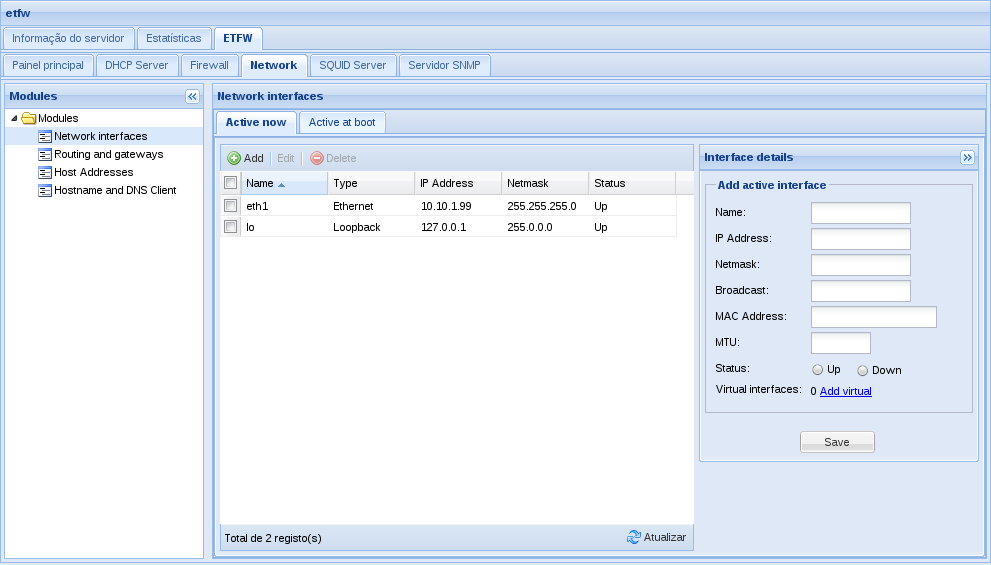 etfw
Informação do servidor Estatísticas ETFW
Painel principal DHCP Server Firewall Network SQUID Server Servidor SNMP
Modules
Modules
Network interfaces
Routing and gateways
Host Addresses
Hostname and DNS Client
Network interfaces
Active now Active at boot
Add Edit Delete
Name Type IP Address Netmask Status
eth1 Ethernet 10.10.1.99 255.255.255.0 Up
lo Loopback 127.0.0.1 255.0.0.0 Up
Total de 2 registo(s) Atualizar
Interface details
Add active interface
Name:
IP Address:
Netmask:
Broadcast:
MAC Address:
MTU:
Status: Up Down
Virtual interfaces: 0 Add virtual
Save